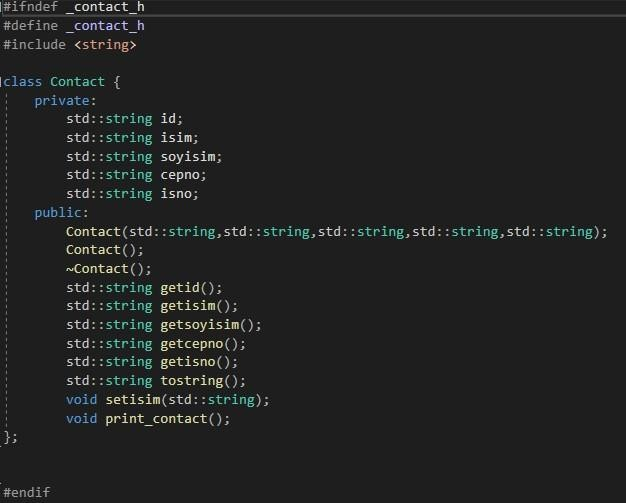 #ifndef _contact_h
#define _contact_h
#include <string>
class Contact {
private:
std::string id;
std::string isim;
std::string soyisim;
std::string cepno;
std::string isno;
public:
Contact(std::string,std::string,std::string,std::string,std::string);
Contact();
~Contact();
std::string getid();
std::string getisim();
std::string getsoyisim();
std::string getcepno();
std::string getisno();
std::string tostring();
void setisim(std::string);
void print_contact();
};
#endif